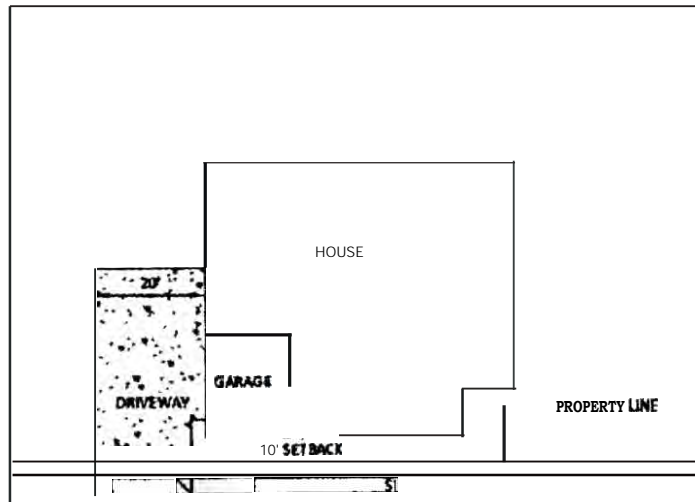 HOUSE
20'
GARAGE
DRIVEWAY
PROPERTY LINE
10' SETBACK